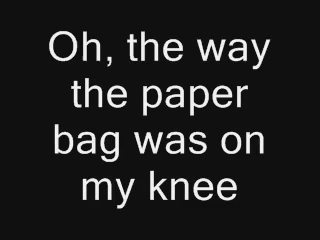 Oh, the way
the paper
bag was on
my knee